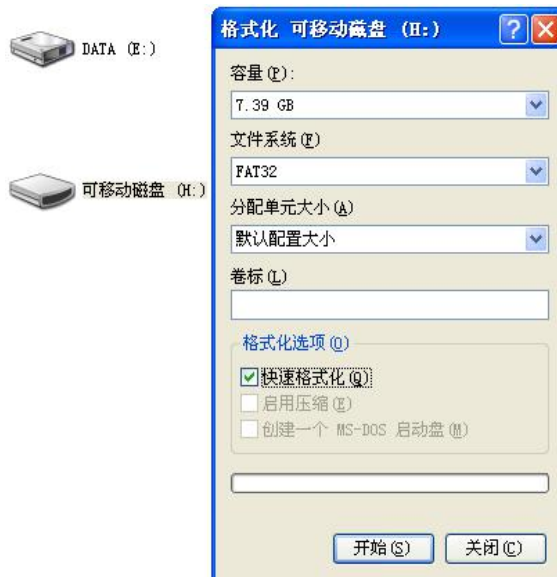 DATA (E:)
可移动磁盘 (H:)
格式化 可移动磁盘 (H:)
容量(P):
7.39 GB
文件系统(F)
FAT32
分配单元大小(A)
默认配置大小
卷标(L)
格式化选项(O)
快速格式化(Q)
启用压缩(E)
创建一个 MS-DOS 启动盘(M)
开始(S)
关闭(C)